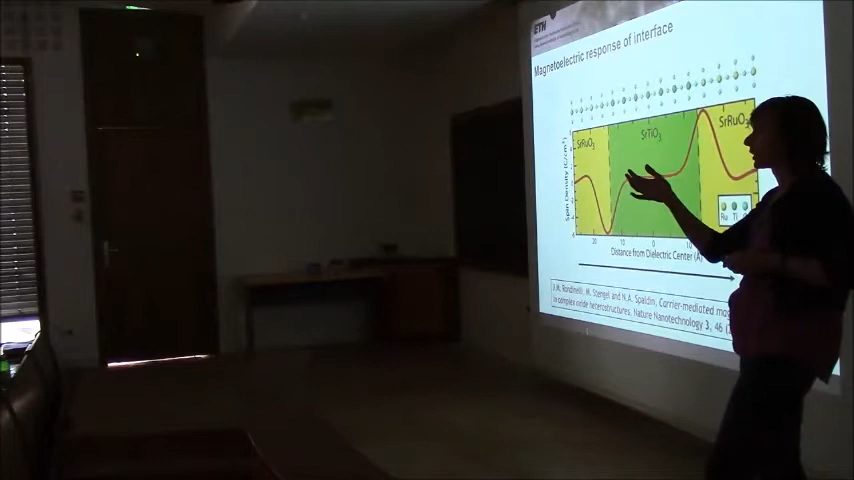 ETH
Magnetoelectric response of interface
SrRuO3
SrTiO3
SrRuO3
Spin Density (C/cm²)
20
10
0
10
Distance from Dielectric Center (Å)
Ru Ti
J.M. Rondinelli, M. Stengel and N.A. Spaldin, Carrier-mediated
in complex oxide heterostructures, Nature Nanotechnology 3, 46